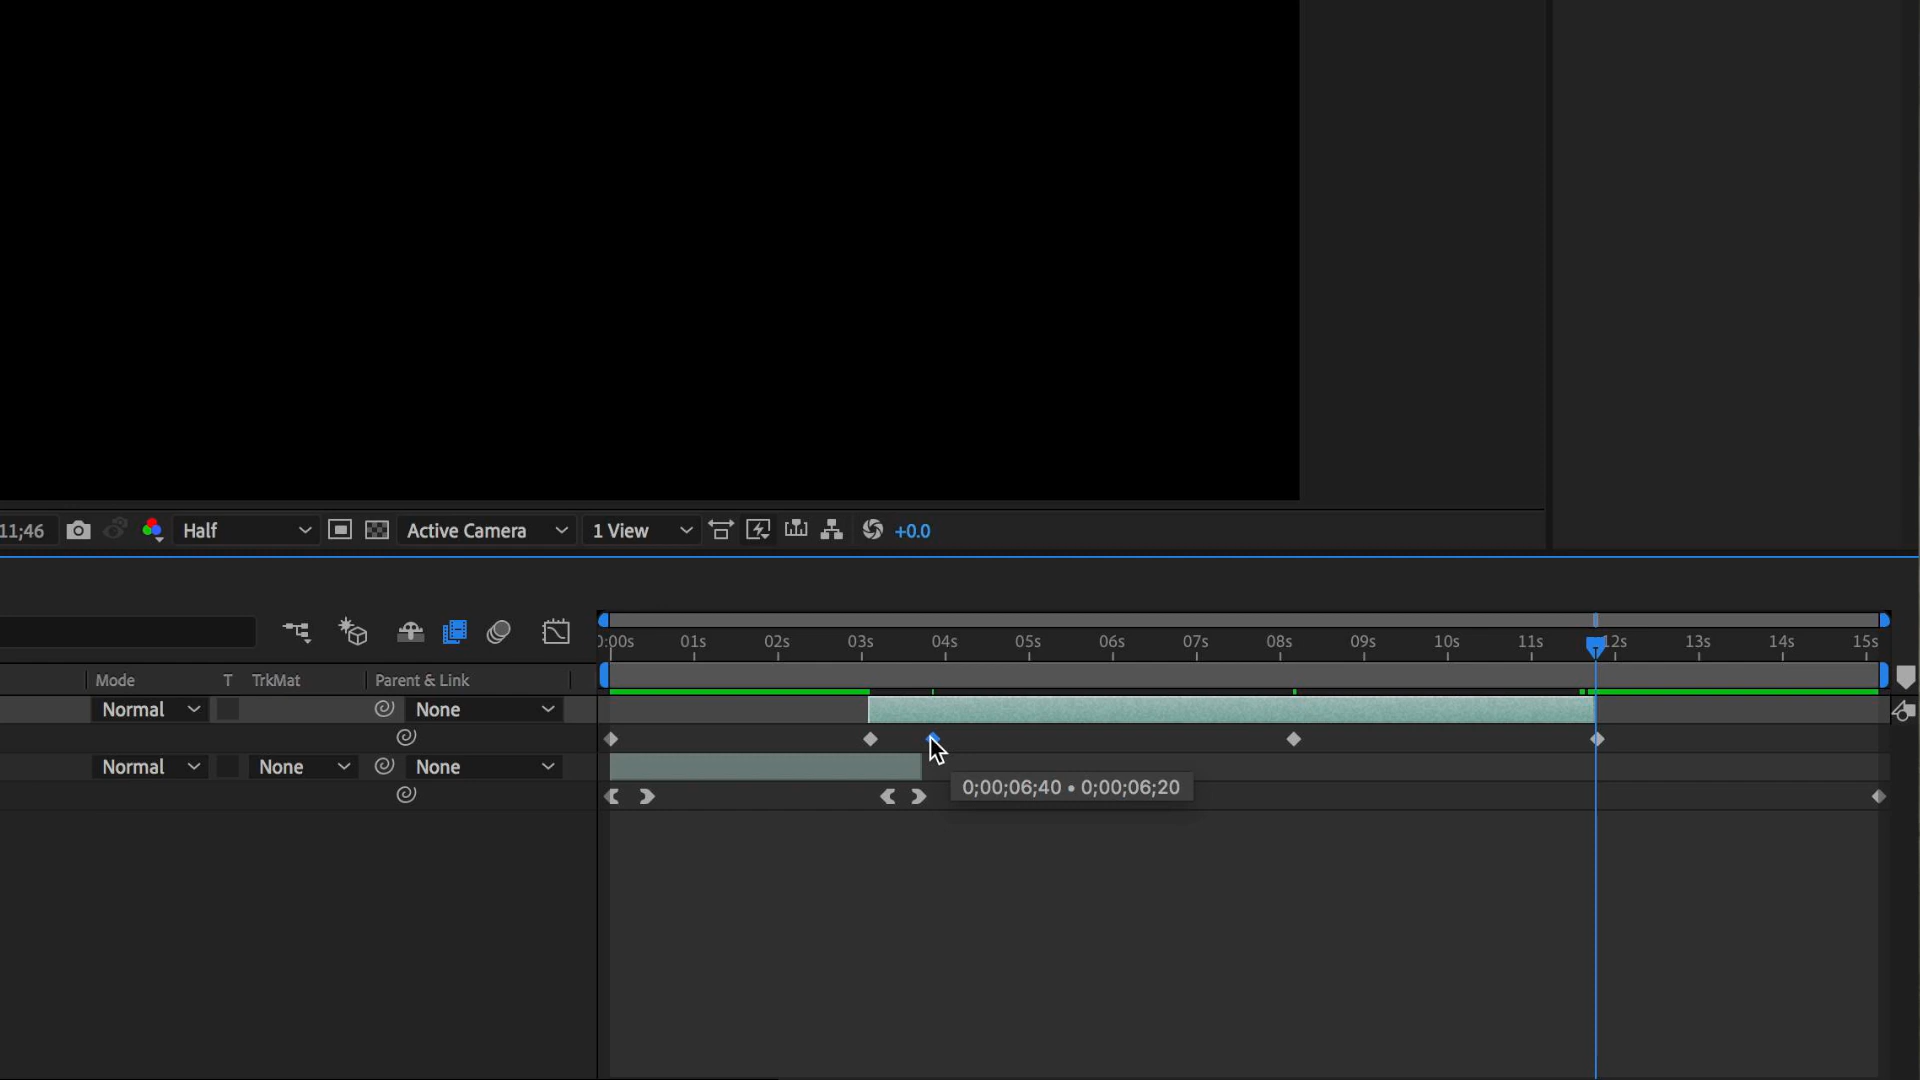 11;46 Half Active Camera 1 View +0.0
0:00s 01s 02s 03s 04s 05s 06s 07s 08s 09s 10s 11s 12s 13s 14s 15s
Mode T TrkMat Parent & Link
Normal None
Normal None None
0;00;06;40 • 0;00;06;20